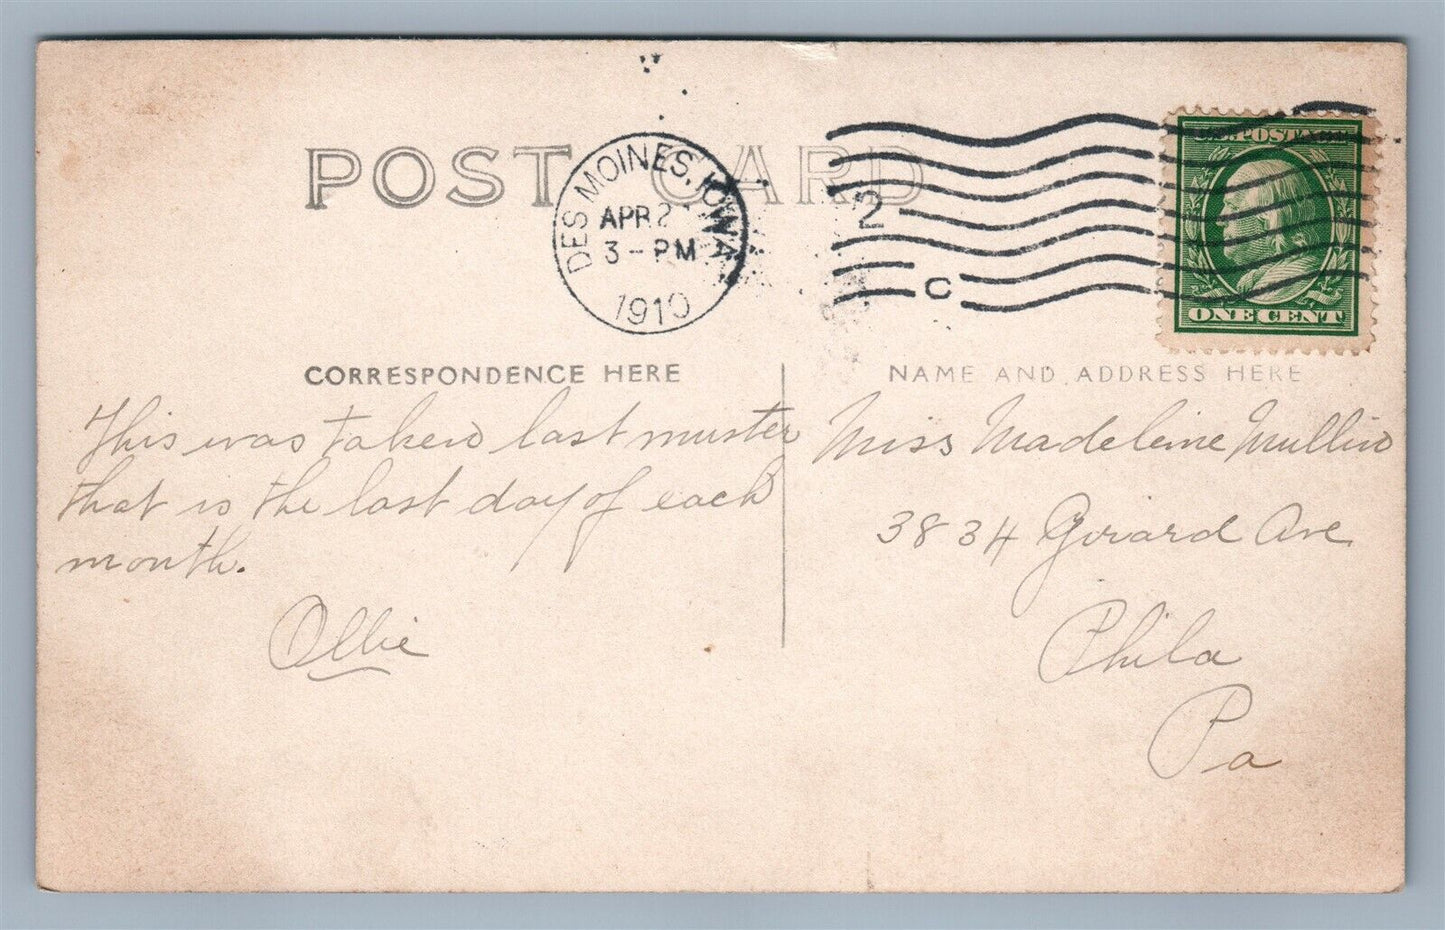 POST CARD
DES MOINES, IOWA
APR 2
3-PM
1910
2
C
U.S. POSTAGE
ONE CENT
CORRESPONDENCE HERE
NAME AND ADDRESS HERE
This was taken last muster
that is the last day of each
month.
Ollie
Miss Madeleine Mullin
3834 Girard Ave
Phila
Pa